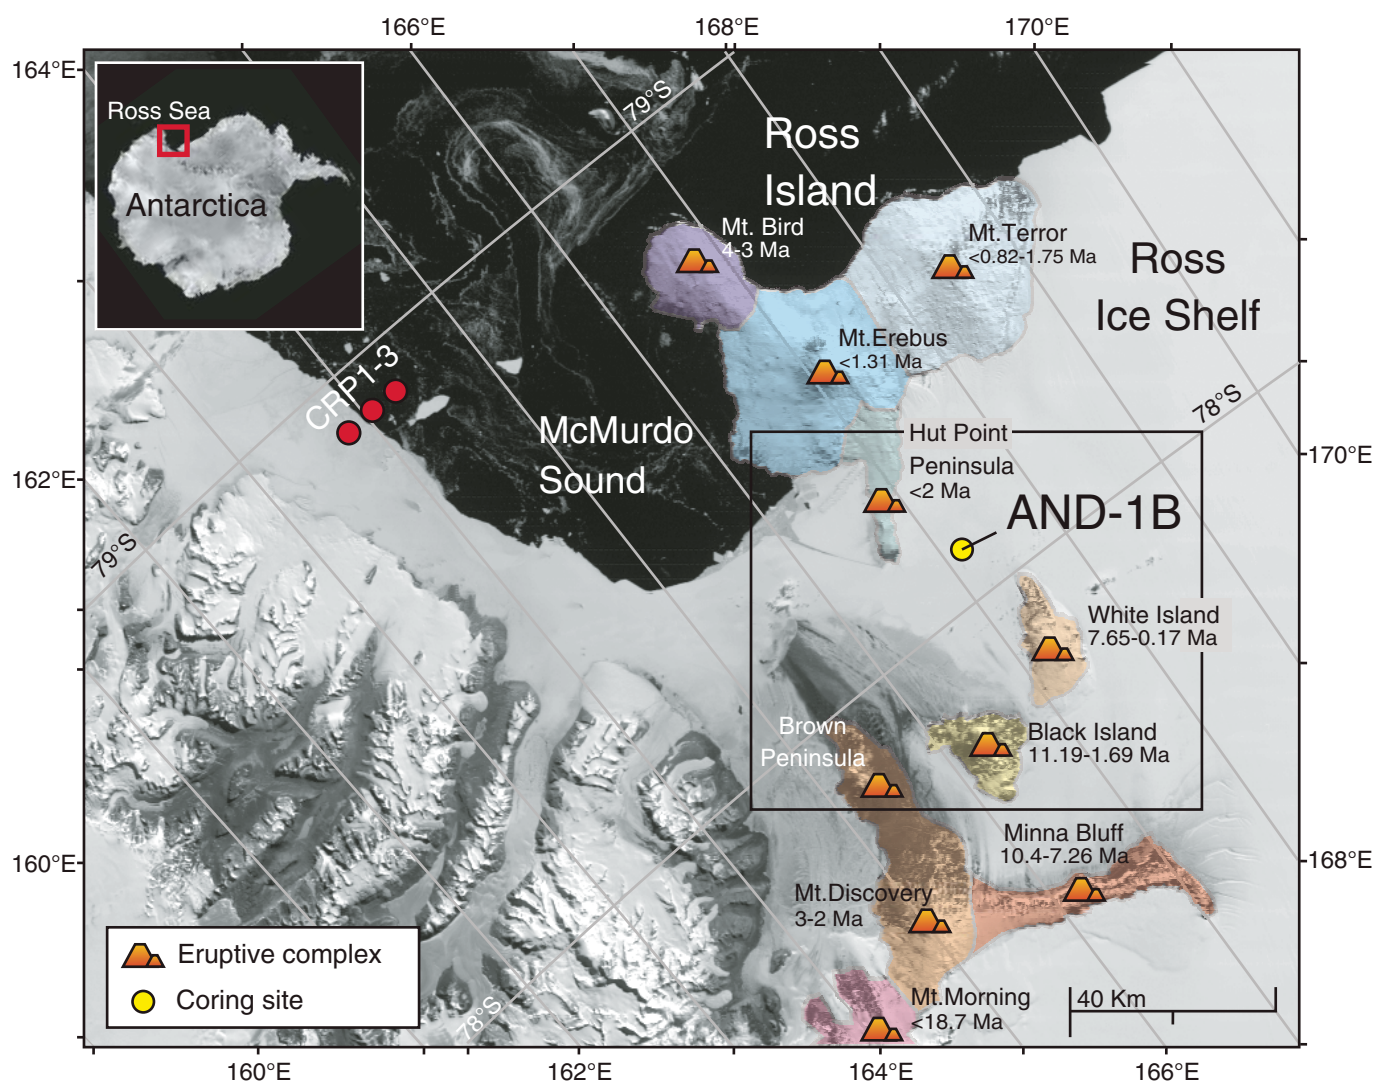 166°E
168°E
170°E
164°E
79°S
Ross Sea
Antarctica
Ross
Island
Mt. Bird
4-3 Ma
Mt.Terror
<0.82-1.75 Ma
Ross
Ice Shelf
Mt.Erebus
<1.31 Ma
CRP1-3
78°S
McMurdo
Sound
Hut Point
Peninsula
<2 Ma
170°E
162°E
AND-1B
79°S
White Island
7.65-0.17 Ma
Brown
Peninsula
Black Island
11.19-1.69 Ma
Minna Bluff
10.4-7.26 Ma
168°E
160°E
Mt.Discovery
3-2 Ma
Eruptive complex
Coring site
78°S
Mt.Morning
<18.7 Ma
40 Km
160°E
162°E
164°E
166°E